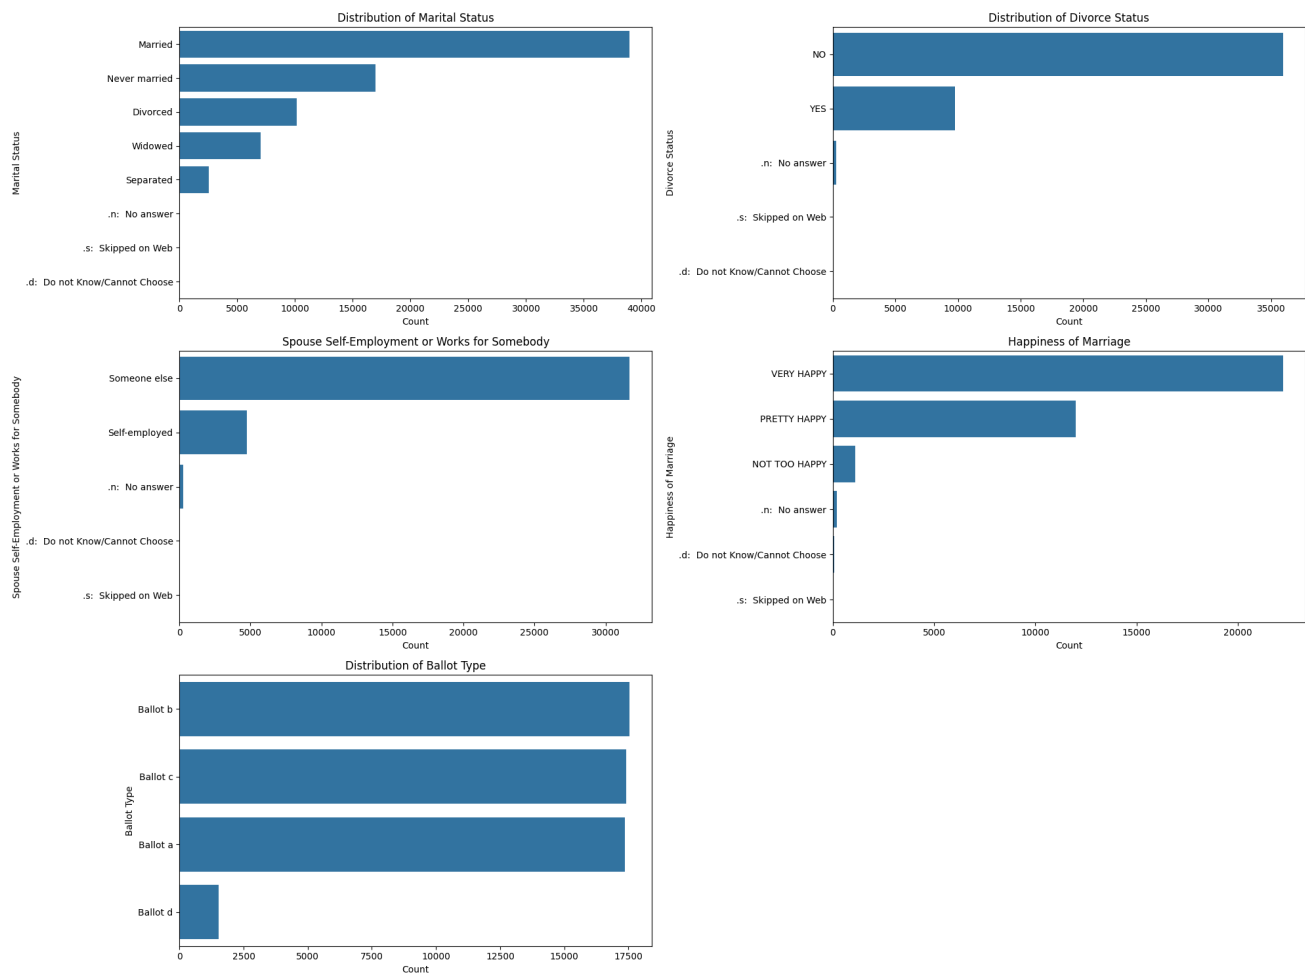 Distribution of Marital Status
Marital Status
Married
Never married
Divorced
Widowed
Separated
.n:  No answer
.s:  Skipped on Web
.d:  Do not Know/Cannot Choose
0 5000 10000 15000 20000 25000 30000 35000 40000
Count
Distribution of Divorce Status
Divorce Status
NO
YES
.n:  No answer
.s:  Skipped on Web
.d:  Do not Know/Cannot Choose
0 5000 10000 15000 20000 25000 30000 35000
Count
Spouse Self-Employment or Works for Somebody
Spouse Self-Employment or Works for Somebody
Someone else
Self-employed
.n:  No answer
.d:  Do not Know/Cannot Choose
.s:  Skipped on Web
0 5000 10000 15000 20000 25000 30000
Count
Happiness of Marriage
Happiness of Marriage
VERY HAPPY
PRETTY HAPPY
NOT TOO HAPPY
.n:  No answer
.d:  Do not Know/Cannot Choose
.s:  Skipped on Web
0 5000 10000 15000 20000
Count
Distribution of Ballot Type
Ballot Type
Ballot b
Ballot c
Ballot a
Ballot d
0 2500 5000 7500 10000 12500 15000 17500
Count